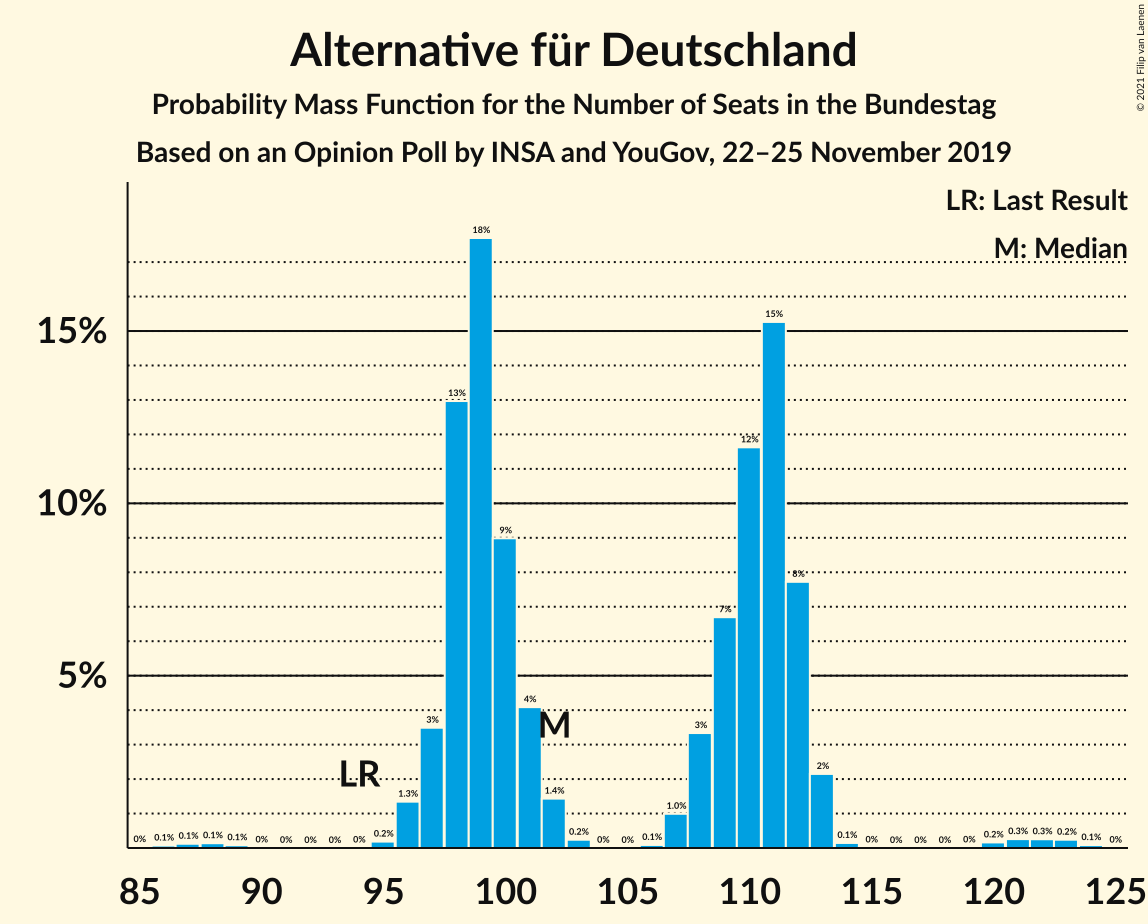 Alternative für Deutschland
Probability Mass Function for the Number of Seats in the Bundestag
Based on an Opinion Poll by INSA and YouGov, 22–25 November 2019
© 2021 Filip van Laenen
LR: Last Result
M: Median
15%
10%
5%
0% 0.1% 0.1% 0.1% 0.1% 0% 0% 0% 0% 0% 0.2% 1.3% 3% 13% 18% 9% 4% 1.4% 0.2% 0% 0% 0.1% 1.0% 3% 7% 12% 15% 8% 2% 0.1% 0% 0% 0% 0% 0% 0.2% 0.3% 0.3% 0.2% 0.1% 0%
LR
M
85 90 95 100 105 110 115 120 125